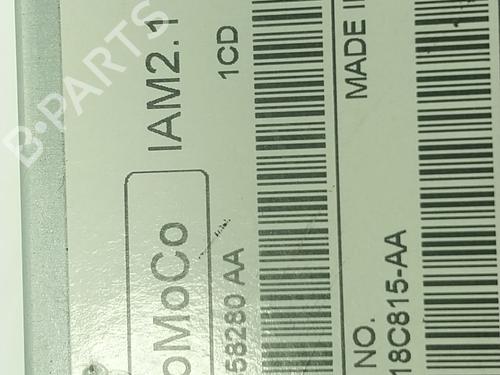 B-PARTS
oMoCo IAM2.1
58280 AA 1CD
MADE I
NO.
18C815-AA